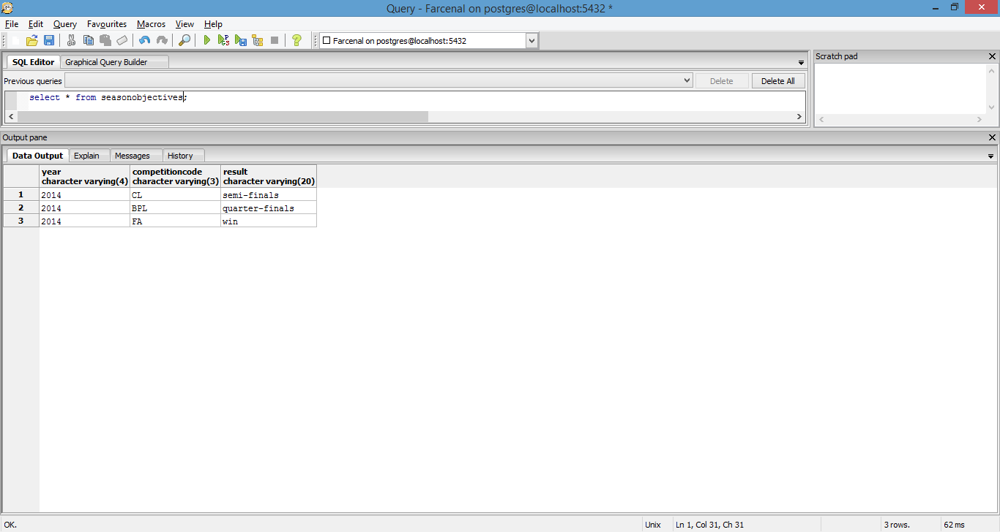 Query - Farcenal on postgres@localhost:5432 *
File Edit Query Favourites Macros View Help
Farcenal on postgres@localhost:5432
SQL Editor Graphical Query Builder
Scratch pad
Previous queries Delete Delete All
select * from seasonobjectives;
Output pane
Data Output Explain Messages History
year competitioncode result
character varying(4) character varying(3) character varying(20)
1 2014 CL semi-finals
2 2014 BPL quarter-finals
3 2014 FA win
OK. Unix Ln 1, Col 31, Ch 31 3 rows. 62 ms